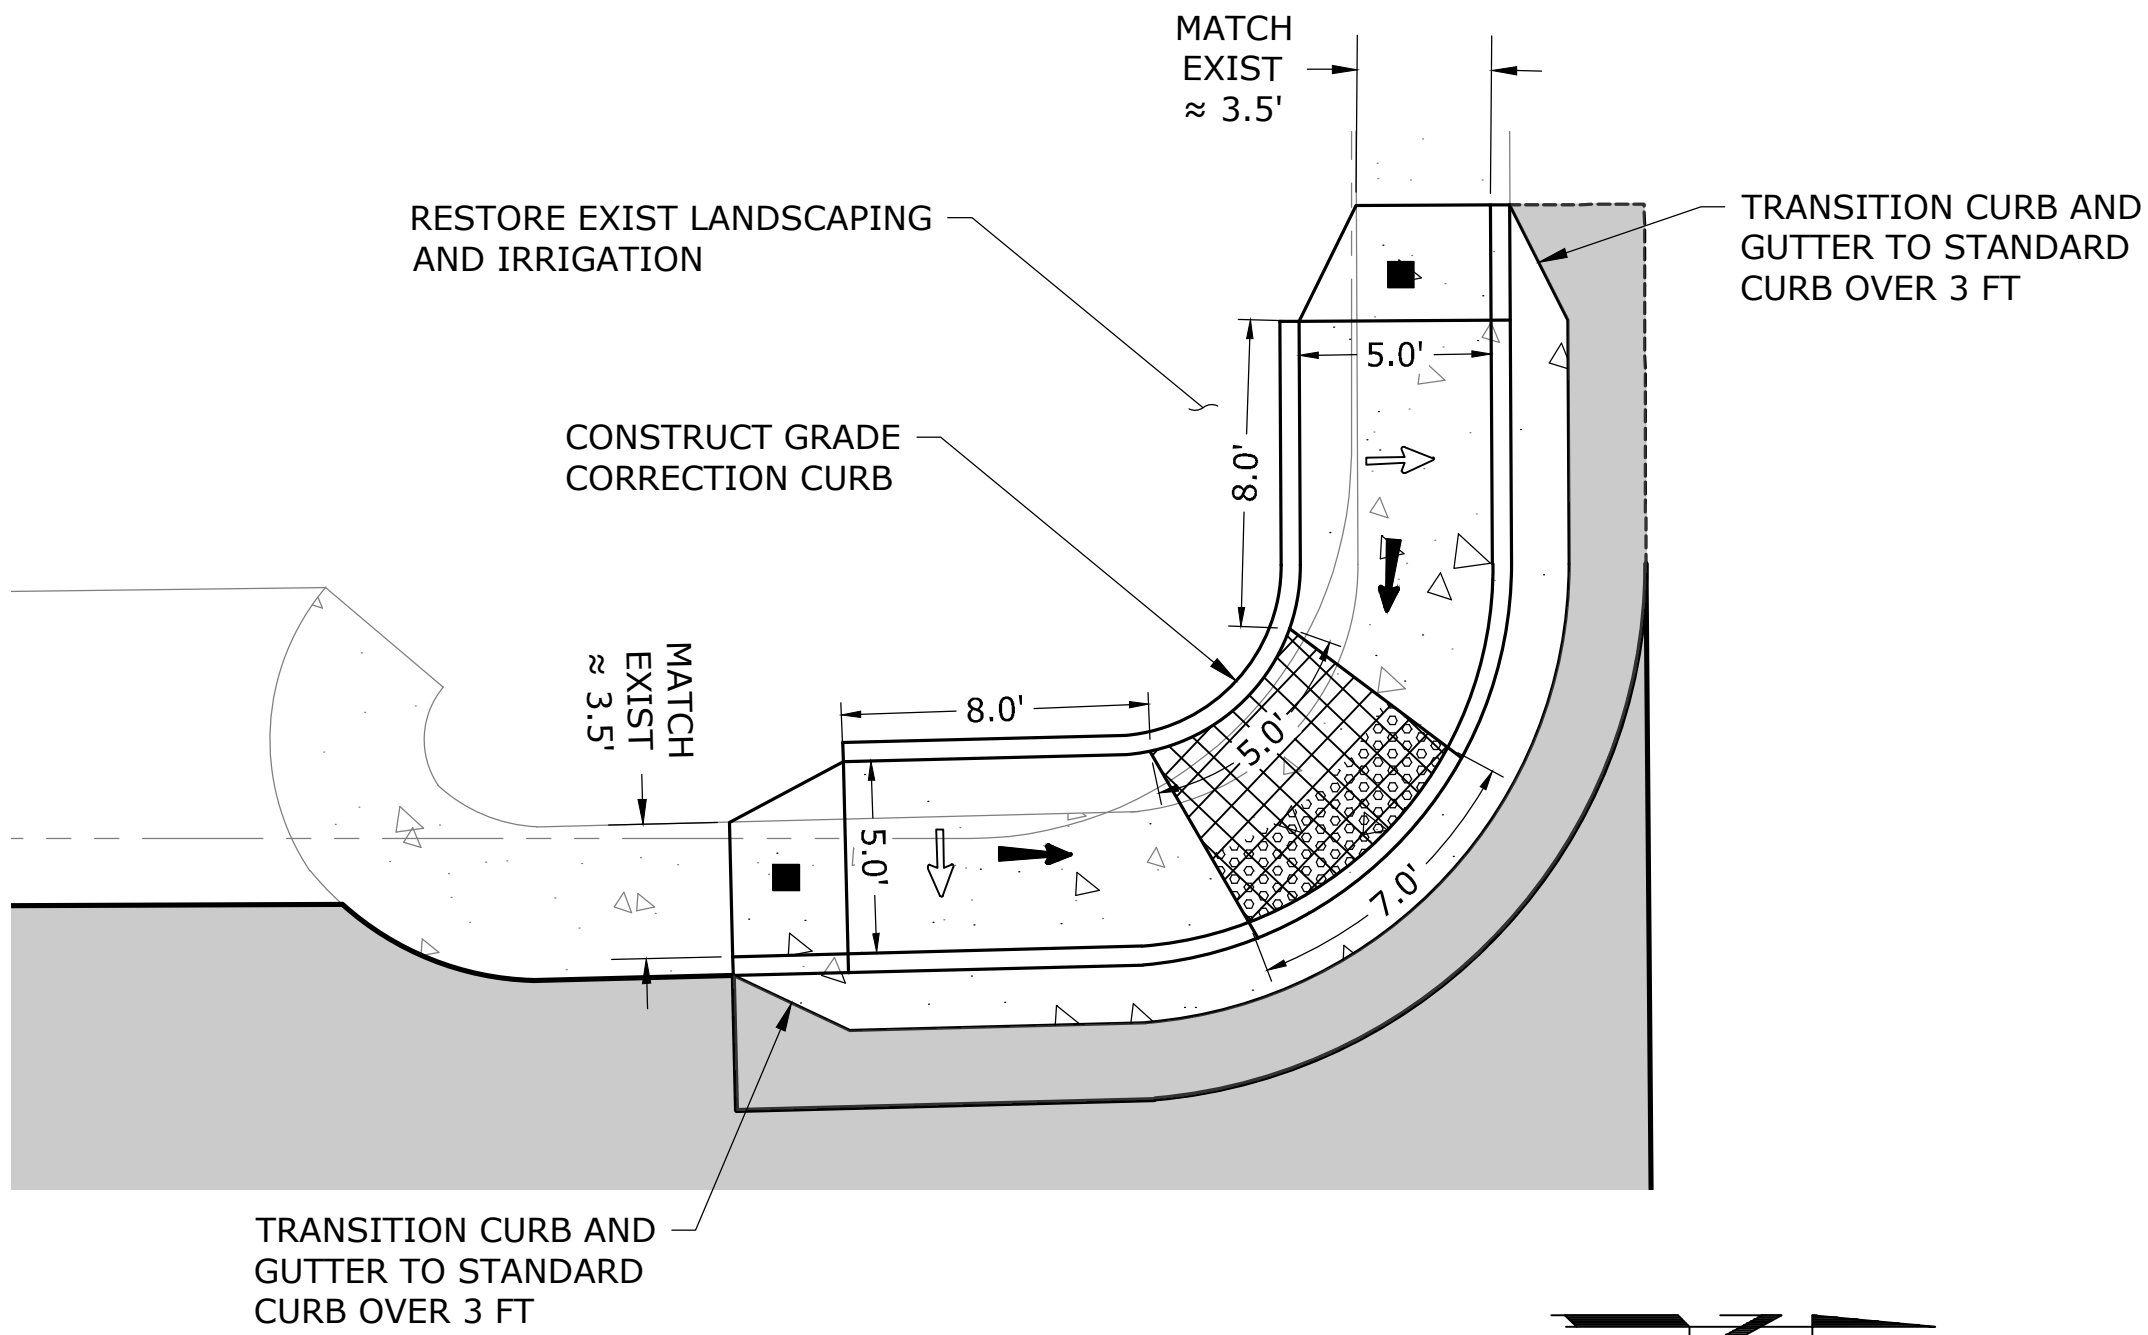 MATCH
EXIST
≈ 3.5'
RESTORE EXIST LANDSCAPING
AND IRRIGATION
TRANSITION CURB AND
GUTTER TO STANDARD
CURB OVER 3 FT
5.0'
CONSTRUCT GRADE
CORRECTION CURB
8.0'
MATCH
EXIST
≈ 3.5'
8.0'
5.0'
5.0'
7.0'
TRANSITION CURB AND
GUTTER TO STANDARD
CURB OVER 3 FT